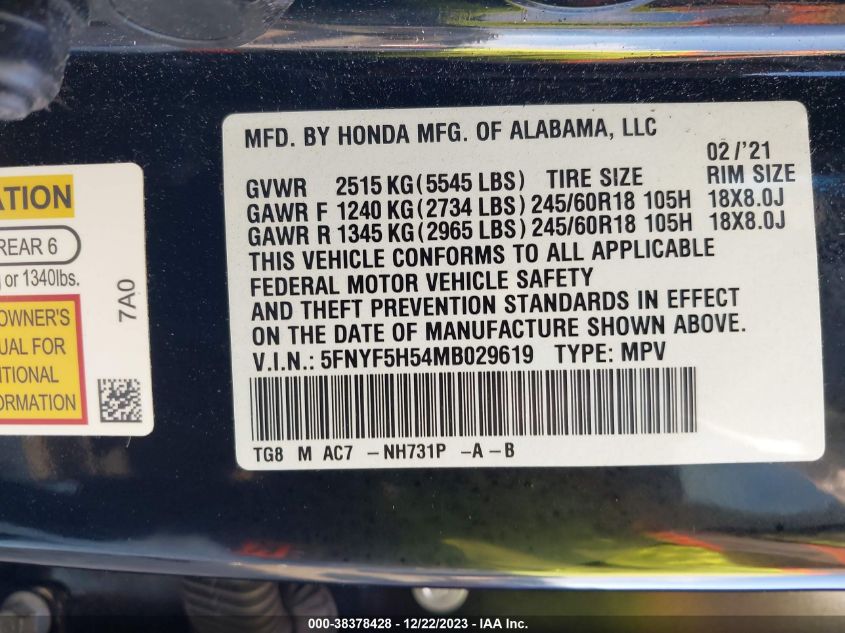 MFD. BY HONDA MFG. OF ALABAMA, LLC
02/'21
GVWR 2515 KG (5545 LBS) TIRE SIZE RIM SIZE
GAWR F 1240 KG (2734 LBS) 245/60R18 105H 18X8.0J
GAWR R 1345 KG (2965 LBS) 245/60R18 105H 18X8.0J
THIS VEHICLE CONFORMS TO ALL APPLICABLE
FEDERAL MOTOR VEHICLE SAFETY
AND THEFT PREVENTION STANDARDS IN EFFECT
ON THE DATE OF MANUFACTURE SHOWN ABOVE.
V.I.N.: 5FNYF5H54MB029619 TYPE: MPV
TG8 M AC7 -NH731P -A -B
ATION
REAR 6
or 1340lbs.
OWNER'S
UAL FOR
ITIONAL
ORMATION
7A0
000-38378428 - 12/22/2023 - IAA Inc.